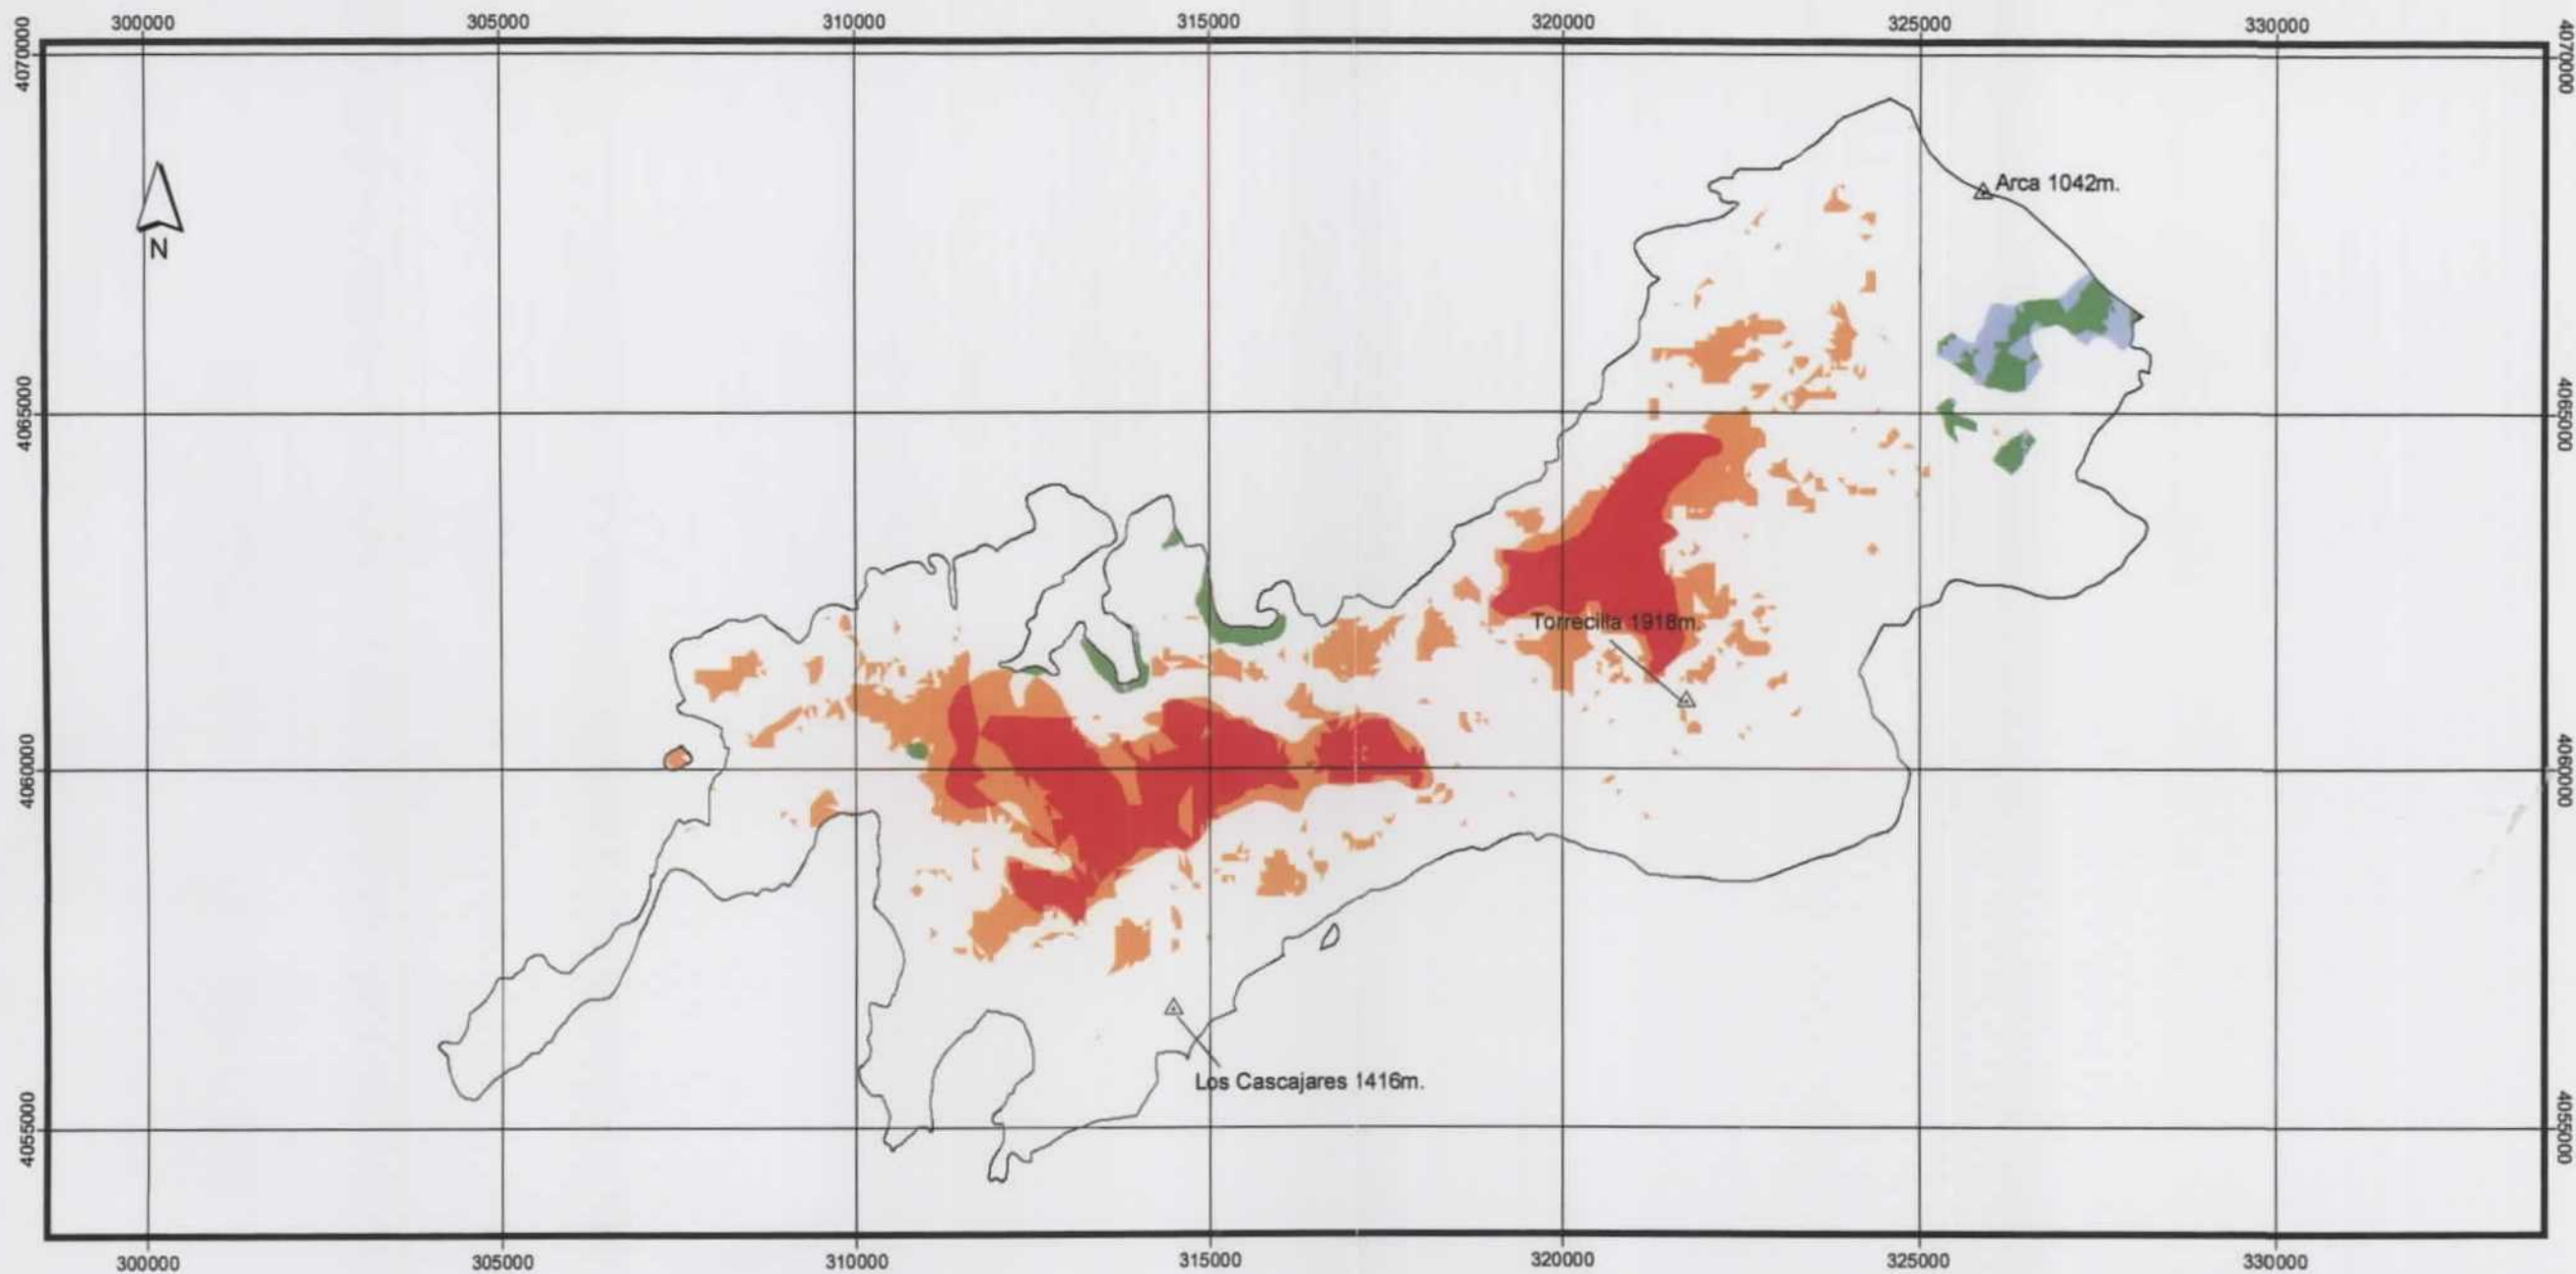 300000 305000 310000 315000 320000 325000 330000
4070000 4070000
Arca 1042m.
N
4065000 4065000
Torrecilla 1918m.
4060000 4060000
Los Cascajares 1416m.
4055000 4055000
300000 305000 310000 315000 320000 325000 330000